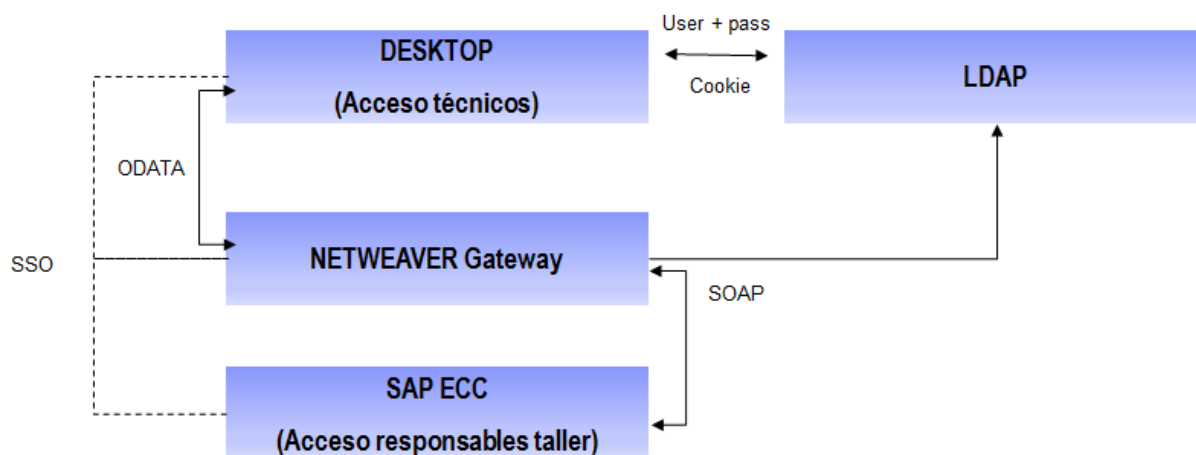 User + pass
DESKTOP
(Acceso técnicos)
Cookie
LDAP
ODATA
SSO
NETWEAVER Gateway
SOAP
SAP ECC
(Acceso responsables taller)